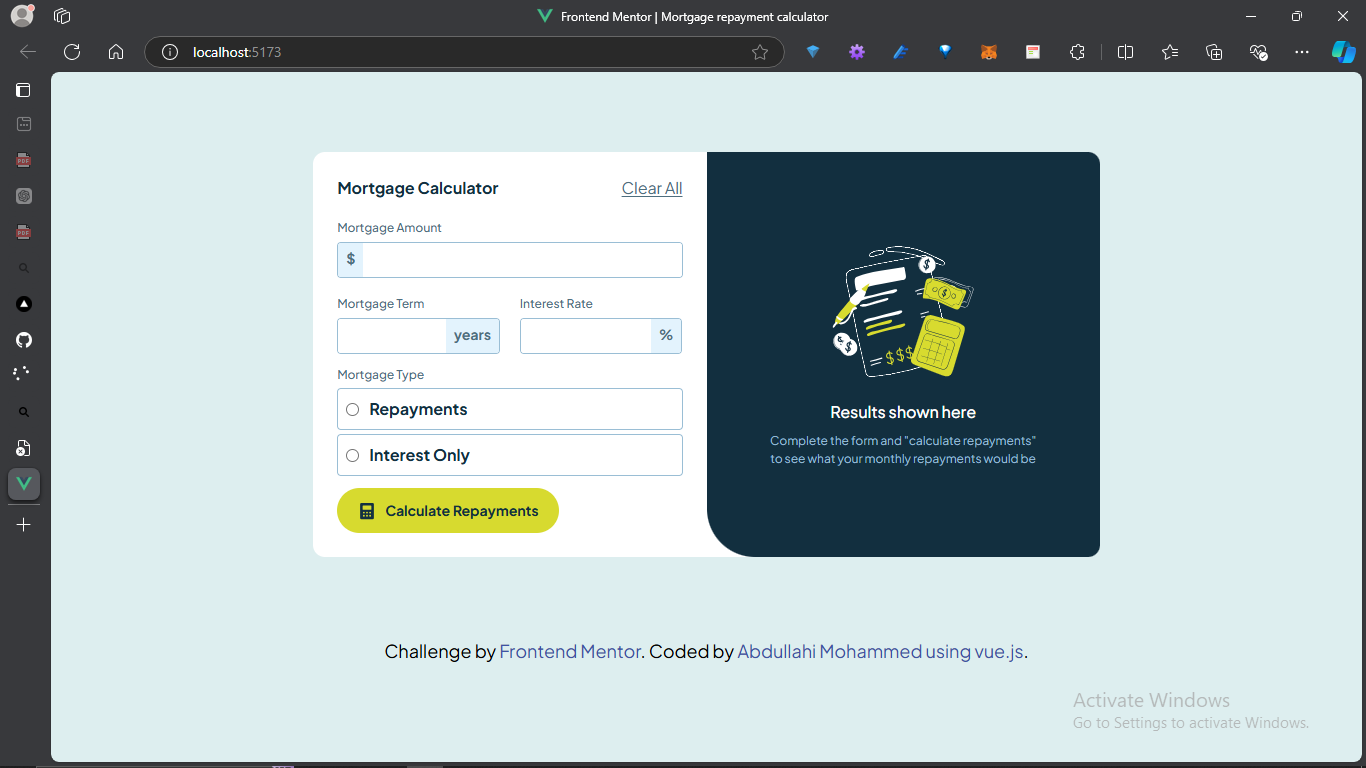 Frontend Mentor | Mortgage repayment calculator
localhost:5173
Mortgage Calculator
Clear All
Mortgage Amount
$
Mortgage Term
Interest Rate
years
%
Mortgage Type
Repayments
Interest Only
Calculate Repayments
$
$
$ $
= $$$
Results shown here
Complete the form and "calculate repayments"
to see what your monthly repayments would be
Challenge by Frontend Mentor. Coded by Abdullahi Mohammed using vue.js.
Activate Windows
Go to Settings to activate Windows.
PDF
PDF